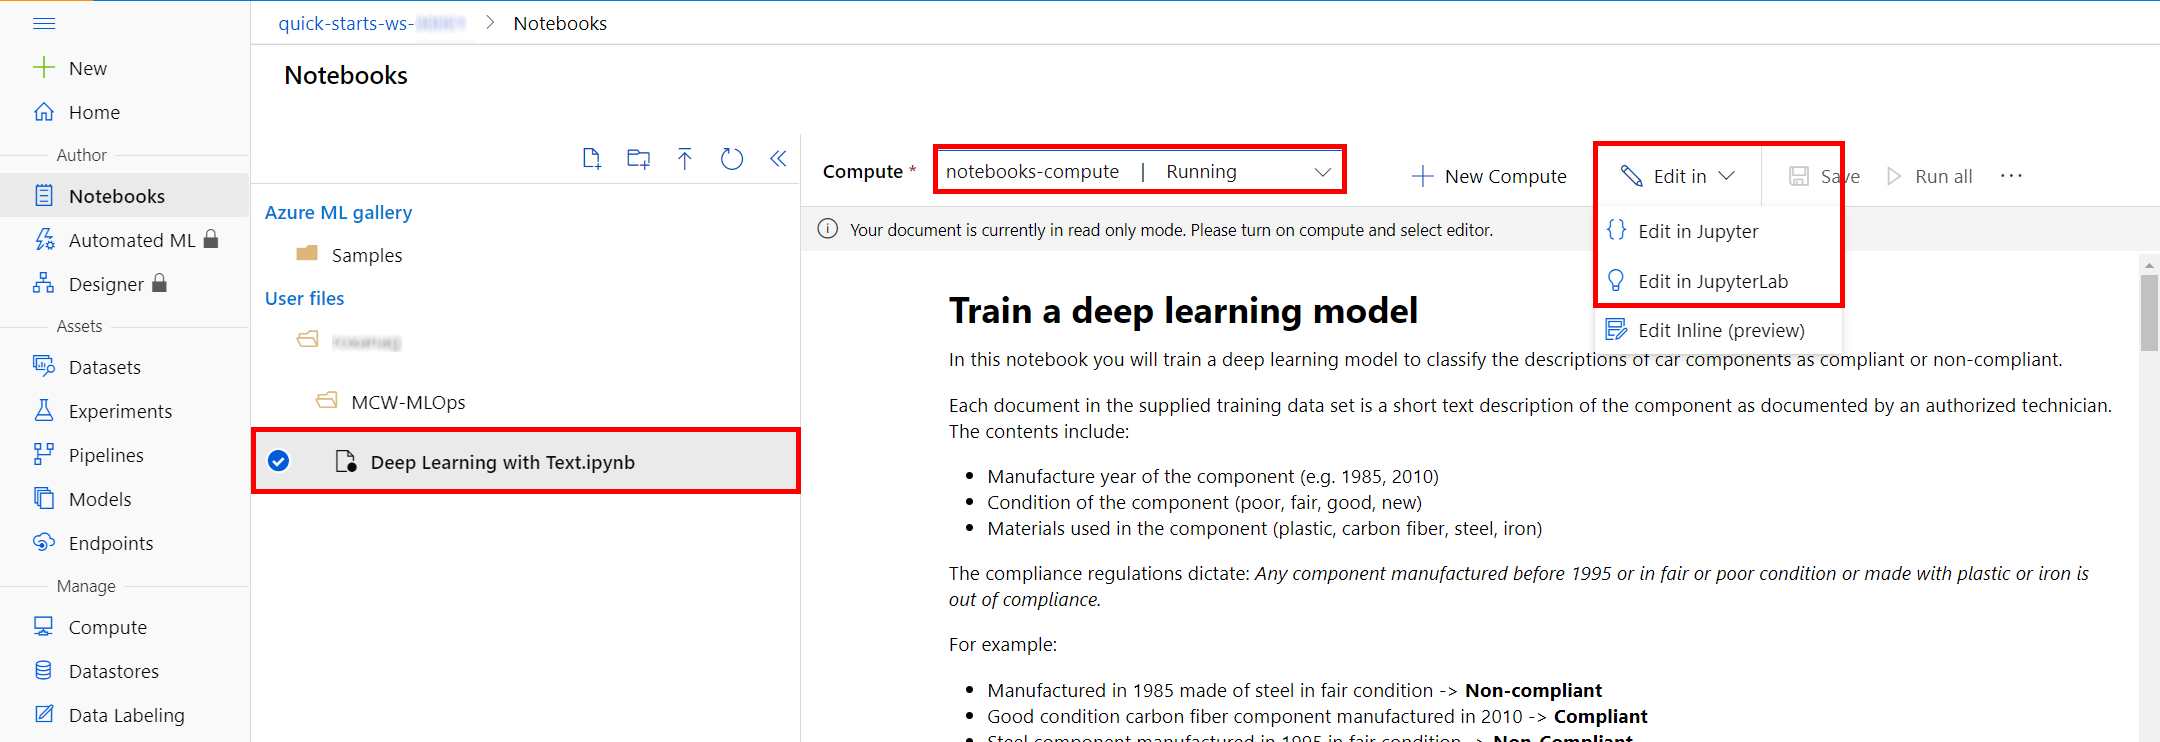 quick-starts-ws- > Notebooks
Notebooks
New
Home
Author
Notebooks
Automated ML
Designer
Assets
Datasets
Experiments
Pipelines
Models
Endpoints
Manage
Compute
Datastores
Data Labeling
Azure ML gallery
Samples
User files
MCW-MLOps
Deep Learning with Text.ipynb
Compute * notebooks-compute | Running New Compute Edit in Save Run all ...
Your document is currently in read only mode. Please turn on compute and select editor.
Edit in Jupyter
Edit in JupyterLab
Edit Inline (preview)
Train a deep learning model
In this notebook you will train a deep learning model to classify the descriptions of car components as compliant or non-compliant.
Each document in the supplied training data set is a short text description of the component as documented by an authorized technician.
The contents include:
• Manufacture year of the component (e.g. 1985, 2010)
• Condition of the component (poor, fair, good, new)
• Materials used in the component (plastic, carbon fiber, steel, iron)
The compliance regulations dictate: Any component manufactured before 1995 or in fair or poor condition or made with plastic or iron is
out of compliance.
For example:
• Manufactured in 1985 made of steel in fair condition -> Non-compliant
• Good condition carbon fiber component manufactured in 2010 -> Compliant
• Steel component manufactured in 1995 in fair condition -> Non-Compliant